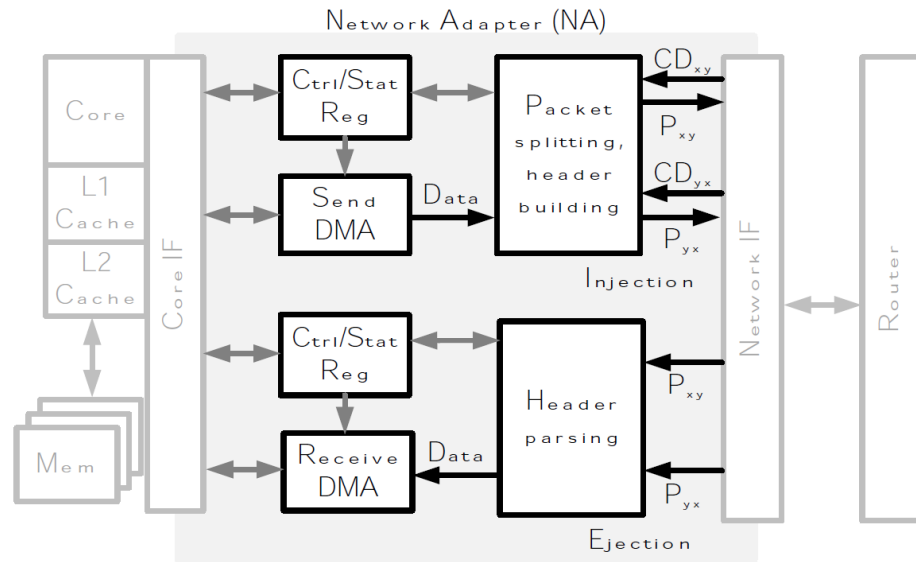 Network Adapter (NA)
Core
L1
Cache
L2
Cache
Mem
Core IF
Ctrl/Stat
Reg
Send
DMA
Data
Packet
splitting,
header
building
CDxy
Pxy
CDyx
Pyx
Injection
Ctrl/Stat
Reg
Receive
DMA
Data
Header
parsing
Pxy
Pyx
Ejection
Network IF
Router